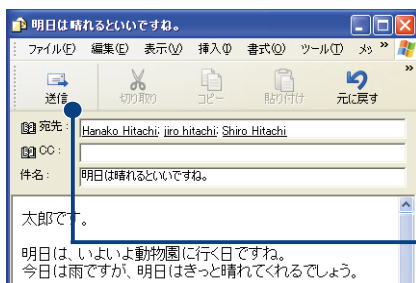 明日は晴れるといいですね。
ファイル(F) 編集(E) 表示(V) 挿入(I) 書式(O) ツール(T) メッ »
送信 切り取り コピー 貼り付け 元に戻す »
宛先: Hanako Hitachi; jiro hitachi; Shiro Hitachi
CC:
件名: 明日は晴れるといいですね。
太郎です。
明日は、いよいよ動物園に行く日ですね。
今日は雨ですが、明日はきっと晴れてくれるでしょう。